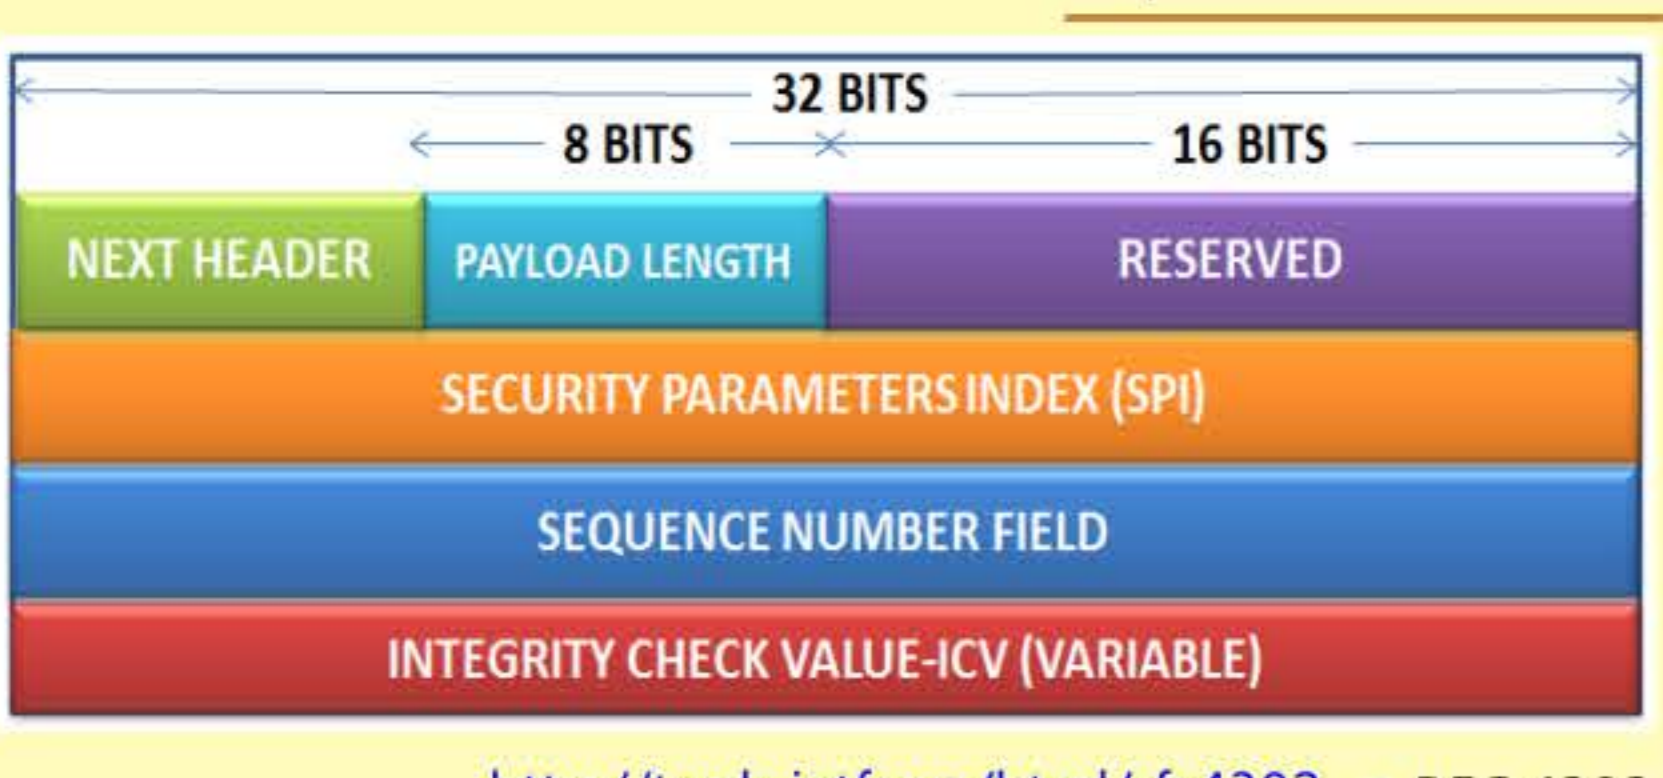 32 BITS
8 BITS 16 BITS
NEXT HEADER PAYLOAD LENGTH RESERVED
SECURITY PARAMETERS INDEX (SPI)
SEQUENCE NUMBER FIELD
INTEGRITY CHECK VALUE-ICV (VARIABLE)